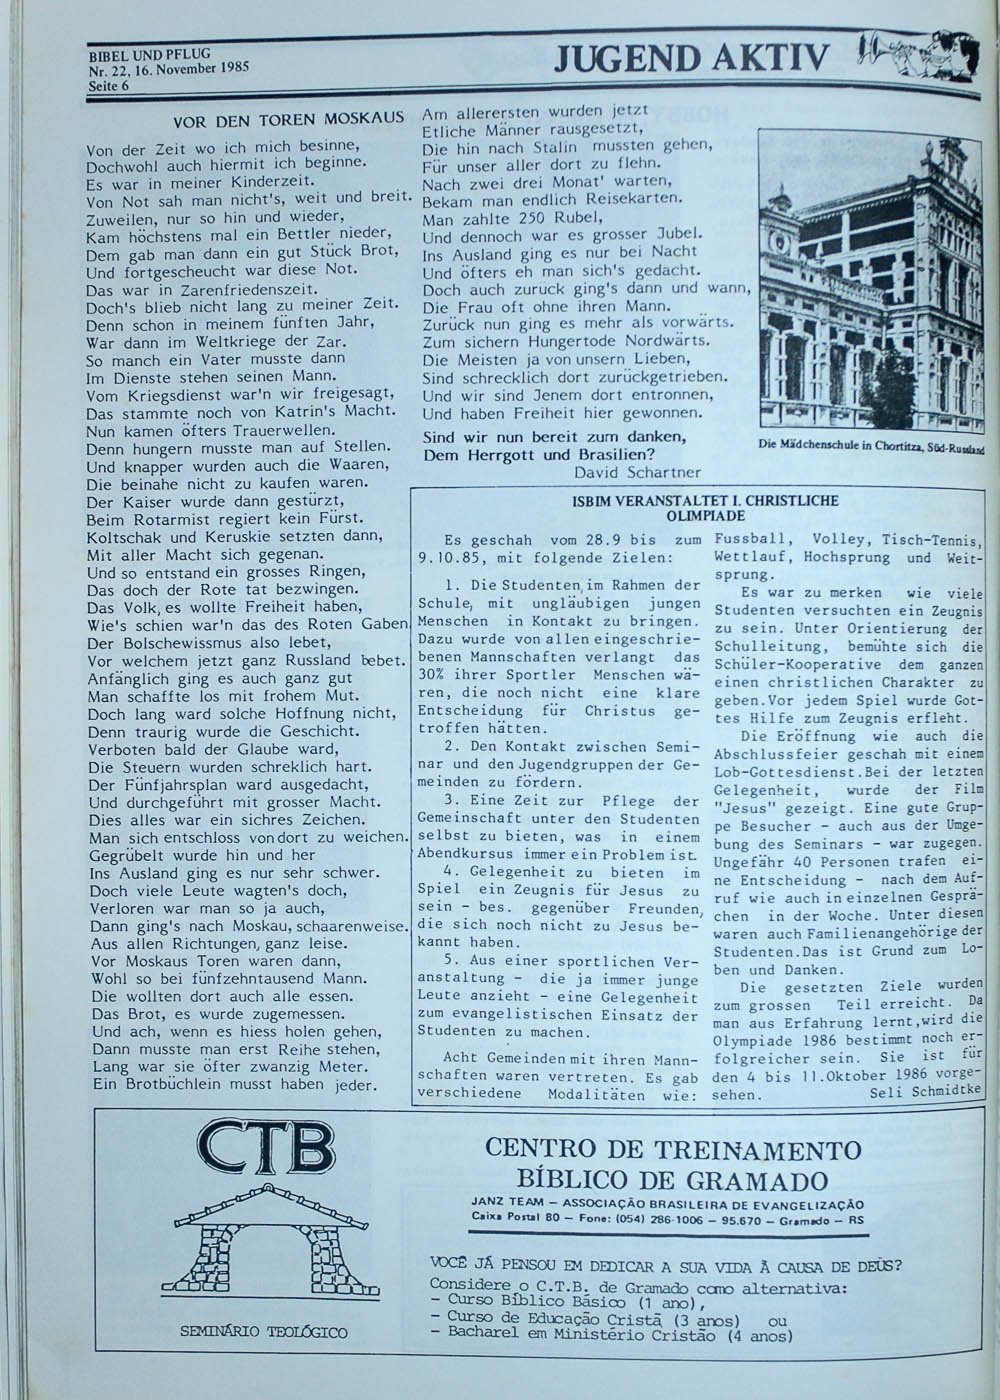 BIBEL UND PFLUG
Nr. 22, 16. November 1985
Seite 6
JUGEND AKTIV
VOR DEN TOREN MOSKAUS
Von der Zeit wo ich mich besinne,
Dochwohl auch hiermit ich beginne.
Es war in meiner Kinderzeit.
Von Not sah man nicht's, weit und breit.
Zuweilen, nur so hin und wieder,
Kam höchstens mal ein Bettler nieder,
Dem gab man dann ein gut Stück Brot,
Und fortgescheucht war diese Not.
Das war in Zarenfriedenszeit.
Doch's blieb nicht lang zu meiner Zeit.
Denn schon in meinem fünften Jahr,
War dann im Weltkriege der Zar.
So manch ein Vater musste dann
Im Dienste stehen seinen Mann.
Vom Kriegsdienst war'n wir freigesagt,
Das stammte noch von Katrin's Macht.
Nun kamen öfters Trauerwellen.
Denn hungern musste man auf Stellen.
Und knapper wurden auch die Waaren,
Die beinahe nicht zu kaufen waren.
Der Kaiser wurde dann gestürzt,
Beim Rotarmist regiert kein Fürst.
Koltschak und Keruskie setzten dann,
Mit aller Macht sich gegenan.
Und so entstand ein grosses Ringen,
Das doch der Rote tat bezwingen.
Das Volk, es wollte Freiheit haben,
Wie's schien war'n das des Roten Gaben
Der Bolschewissmus also lebet,
Vor welchem jetzt ganz Russland bebet.
Anfänglich ging es auch ganz gut
Man schaffte los mit frohem Mut.
Doch lang ward solche Hoffnung nicht,
Denn traurig wurde die Geschicht.
Verboten bald der Glaube ward,
Die Steuern wurden schreklich hart.
Der Fünfjahrsplan ward ausgedacht,
Und durchgeführt mit grosser Macht.
Dies alles war ein sichres Zeichen.
Man sich entschloss von dort zu weichen.
Gegrübelt wurde hin und her
Ins Ausland ging es nur sehr schwer.
Doch viele Leute wagten's doch,
Verloren war man so ja auch,
Dann ging's nach Moskau, schaarenweise.
Aus allen Richtungen, ganz leise.
Vor Moskaus Toren waren dann,
Wohl so bei fünfzehntausend Mann.
Die wollten dort auch alle essen.
Das Brot, es wurde zugemessen.
Und ach, wenn es hiess holen gehen,
Dann musste man erst Reihe stehen,
Lang war sie öfter zwanzig Meter.
Ein Brotbüchlein musst haben jeder.
Am allerersten wurden jetzt
Etliche Männer rausgesetzt,
Die hin nach Stalin mussten gehen,
Für unser aller dort zu flehn.
Nach zwei drei Monat' warten,
Bekam man endlich Reisekarten.
Man zahlte 250 Rubel,
Und dennoch war es grosser Jubel.
Ins Ausland ging es nur bei Nacht
Und öfters eh man sich's gedacht.
Doch auch zurück ging's dann und wann,
Die Frau oft ohne ihren Mann.
Zurück nun ging es mehr als vorwärts.
Zum sichern Hungertode Nordwärts.
Die Meisten ja von unsern Lieben,
Sind schrecklich dort zurückgetrieben.
Und wir sind Jenem dort entronnen,
Und haben Freiheit hier gewonnen.
Sind wir nun bereit zum danken,
Dem Herrgott und Brasilien?
David Schartner
Die Mädchenschule in Chortitza, Süd-Russland
ISBIM VERANSTALTET I. CHRISTLICHE
OLIMPIADE
Es geschah vom 28.9 bis zum
9.10.85, mit folgende Zielen:
1. Die Studenten, im Rahmen der
Schule, mit ungläubigen jungen
Menschen in Kontakt zu bringen.
Dazu wurde von allen eingeschrie-
benen Mannschaften verlangt das
30% ihrer Sportler Menschen wä-
ren, die noch nicht eine klare
Entscheidung für Christus ge-
troffen hätten.
2. Den Kontakt zwischen Semi-
nar und den Jugendgruppen der Ge-
meinden zu fördern.
3. Eine Zeit zur Pflege der
Gemeinschaft unter den Studenten
selbst zu bieten, was in einem
Abendkursus immer ein Problem ist.
4. Gelegenheit zu bieten im
Spiel ein Zeugnis für Jesus zu
sein - bes. gegenüber Freunden,
die sich noch nicht zu Jesus be-
kannt haben.
5. Aus einer sportlichen Ver-
anstaltung - die ja immer junge
Leute anzieht - eine Gelegenheit
zum evangelistischen Einsatz der
Studenten zu machen.
Acht Gemeinden mit ihren Mann-
schaften waren vertreten. Es gab
verschiedene Modalitäten wie:
Fussball, Volley, Tisch-Tennis,
Wettlauf, Hochsprung und Weit-
sprung.
Es war zu merken wie viele
Studenten versuchten ein Zeugnis
zu sein. Unter Orientierung der
Schulleitung, bemühte sich die
Schüler-Kooperative dem ganzen
einen christlichen Charakter zu
geben. Vor jedem Spiel wurde Got-
tes Hilfe zum Zeugnis erfleht.
Die Eröffnung wie auch die
Abschlussfeier geschah mit einem
Lob-Gottesdienst. Bei der letzten
Gelegenheit, wurde der Film
"Jesus" gezeigt. Eine gute Grup-
pe Besucher - auch aus der Umge-
bung des Seminars - war zugegen.
Ungefähr 40 Personen trafen ei-
ne Entscheidung - nach dem Auf-
ruf wie auch in einzelnen Gesprä-
chen in der Woche. Unter diesen
waren auch Familienangehörige der
Studenten. Das ist Grund zum Lo-
ben und Danken.
Die gesetzten Ziele wurden
zum grossen Teil erreicht. Da
man aus Erfahrung lernt, wird die
Olympiade 1986 bestimmt noch er-
folgreicher sein. Sie ist für
den 4 bis 11. Oktober 1986 vorge-
sehen. Seli Schmidtke
CTB
SEMINÁRIO TEOLÓGICO
CENTRO DE TREINAMENTO
BÍBLICO DE GRAMADO
JANZ TEAM – ASSOCIAÇÃO BRASILEIRA DE EVANGELIZAÇÃO
Caixa Postal 80 – Fone: (054) 286-1006 – 95.670 – Gramado – RS
VOCÊ JÁ PENSOU EM DEDICAR A SUA VIDA À CAUSA DE DEUS?
Considere o C.T.B. de Gramado como alternativa:
- Curso Bíblico Básico (1 ano),
- Curso de Educação Cristã (3 anos) ou
- Bacharel em Ministério Cristão (4 anos)